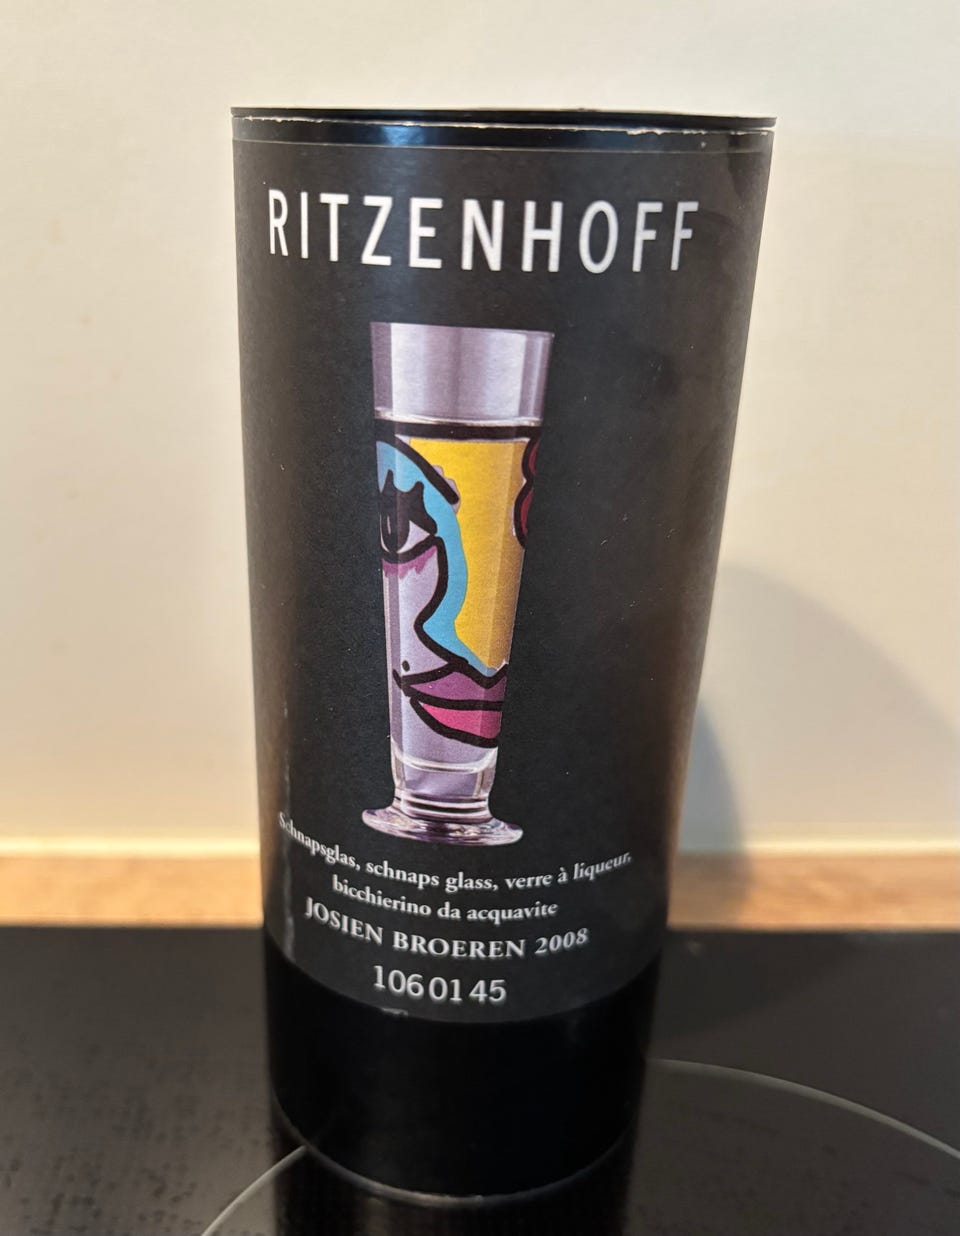 RITZENHOFF
Schnapsglas, schnaps glass, verre à liqueur,
bicchierino da acquavite
JOSIEN BROEREN 2008
1060145